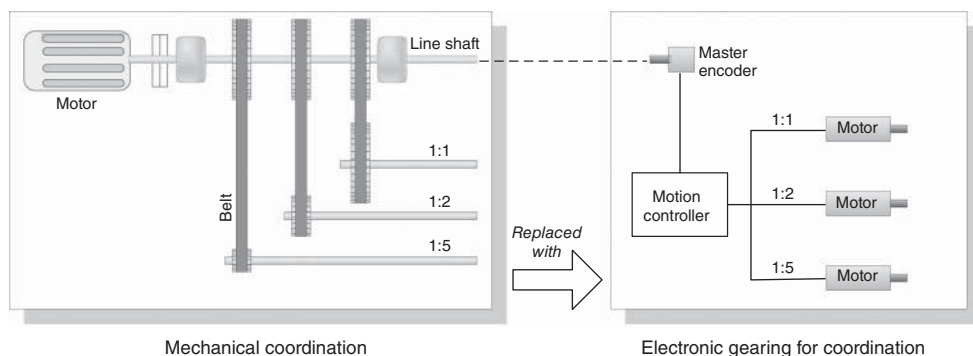 Motor
Line shaft
Belt
1:1
1:2
1:5
Mechanical coordination
Replaced
with
Master
encoder
Motion
controller
1:1
Motor
1:2
Motor
1:5
Motor
Electronic gearing for coordination